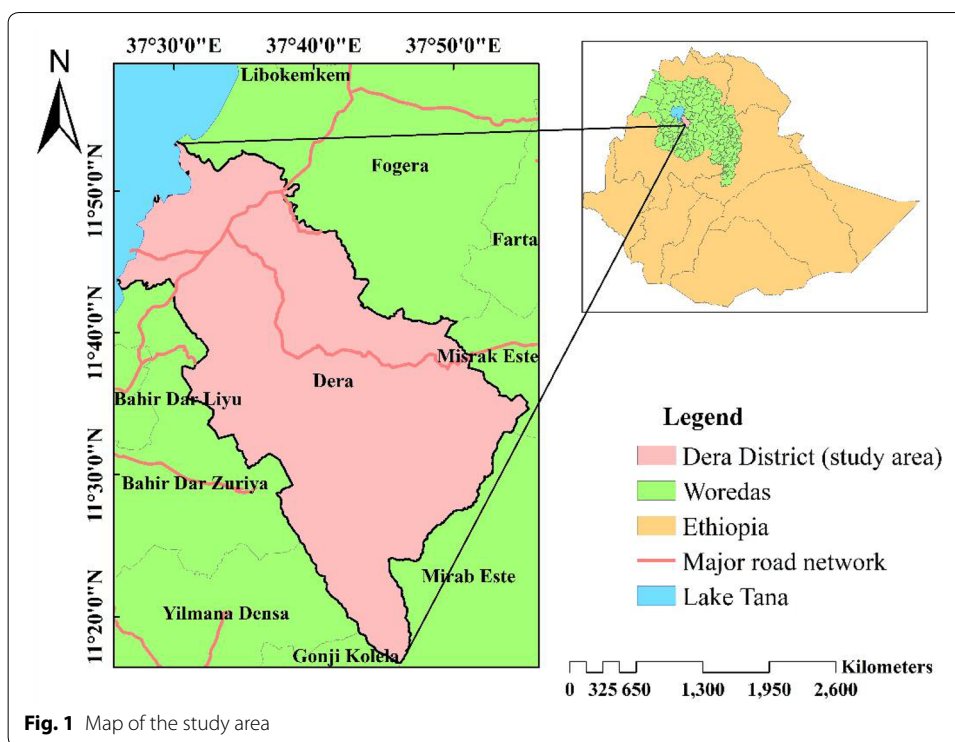 37°30'0"E 37°40'0"E 37°50'0"E
N
Libokemkem
Fogera
11°50'0"N
Farta
11°40'0"N
Misrak Este
Dera
Bahir Dar Liyu
11°30'0"N
Bahir Dar Zuriya
Mirab Este
11°20'0"N
Yilmana Densa
Gonji Kolela
Legend
Dera District (study area)
Woredas
Ethiopia
Major road network
Lake Tana
Kilometers
0 325 650 1,300 1,950 2,600
Fig. 1 Map of the study area